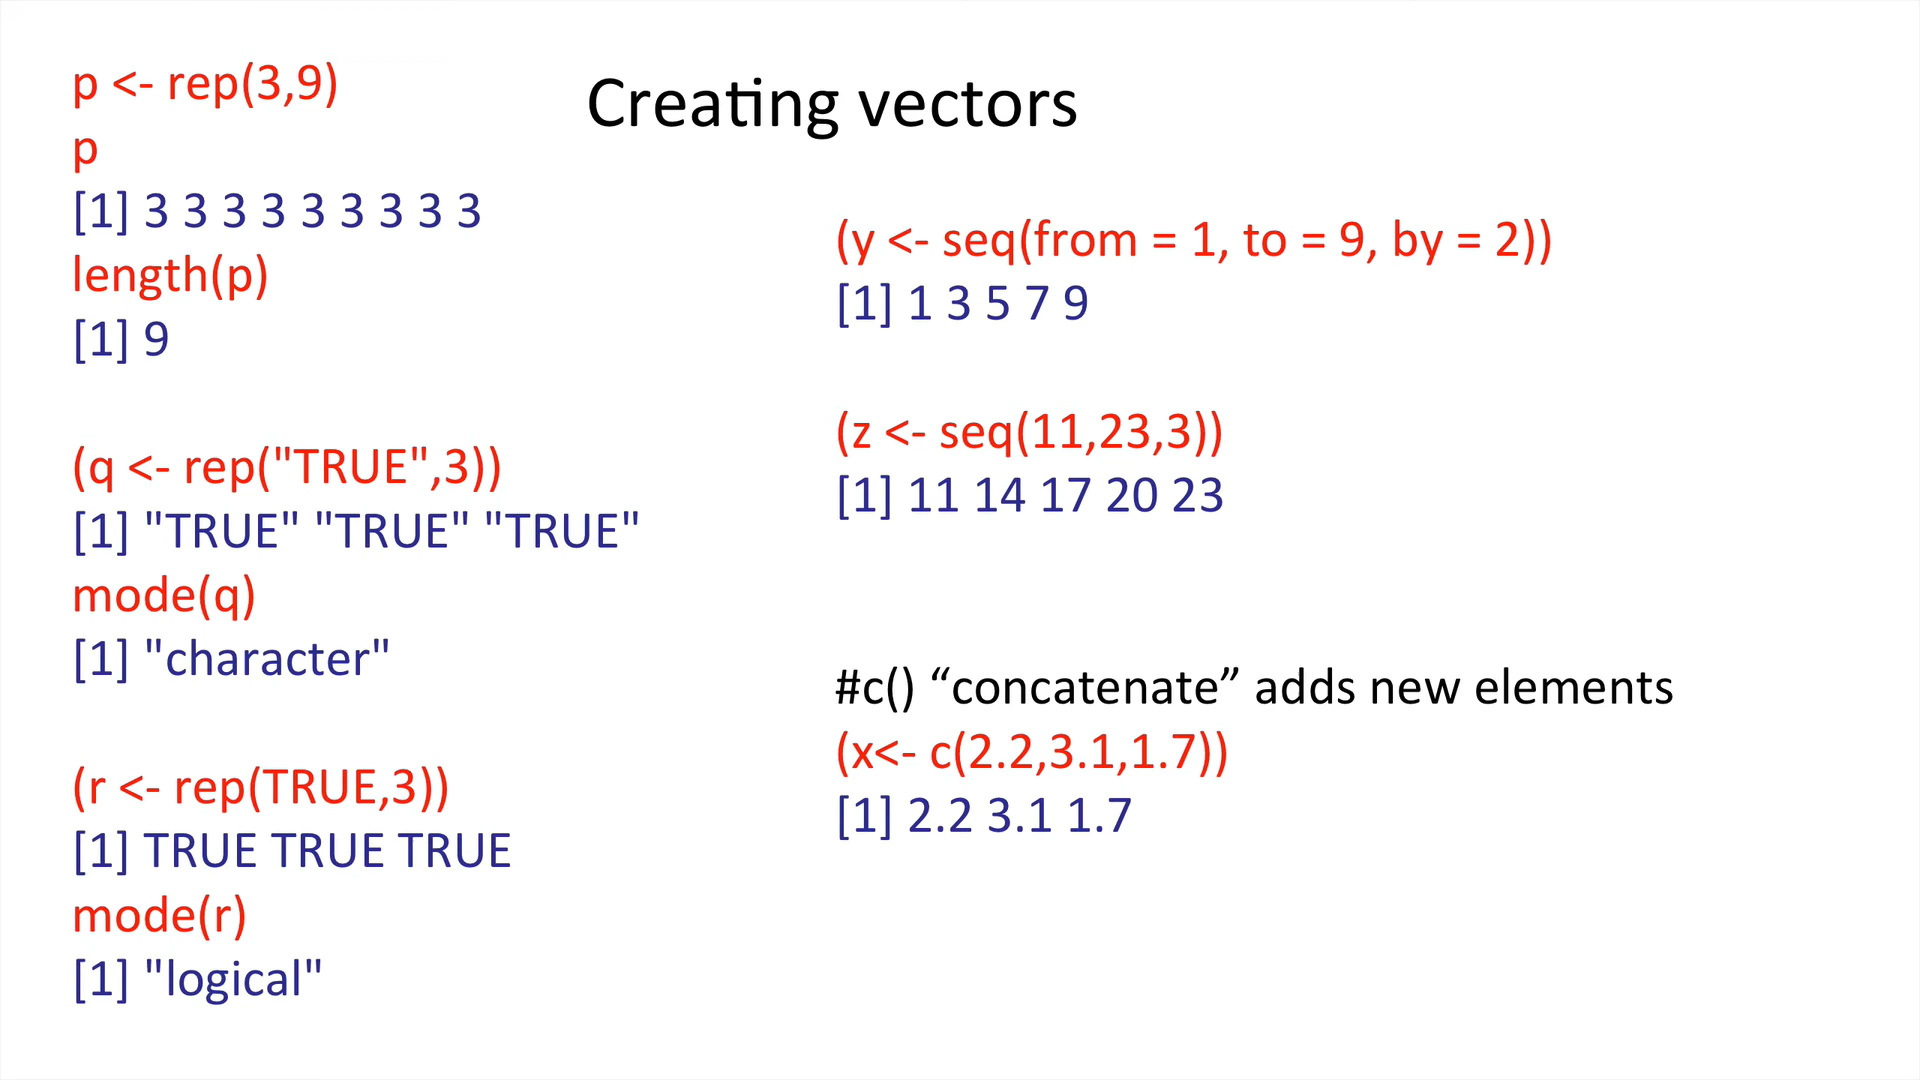 Creating vectors
p <- rep(3,9)
p
[1] 3 3 3 3 3 3 3 3 3
length(p)
[1] 9
(q <- rep("TRUE",3))
[1] "TRUE" "TRUE" "TRUE"
mode(q)
[1] "character"
(r <- rep(TRUE,3))
[1] TRUE TRUE TRUE
mode(r)
[1] "logical"
(y <- seq(from = 1, to = 9, by = 2))
[1] 1 3 5 7 9
(z <- seq(11,23,3))
[1] 11 14 17 20 23
#c() “concatenate” adds new elements
(x<- c(2.2,3.1,1.7))
[1] 2.2 3.1 1.7